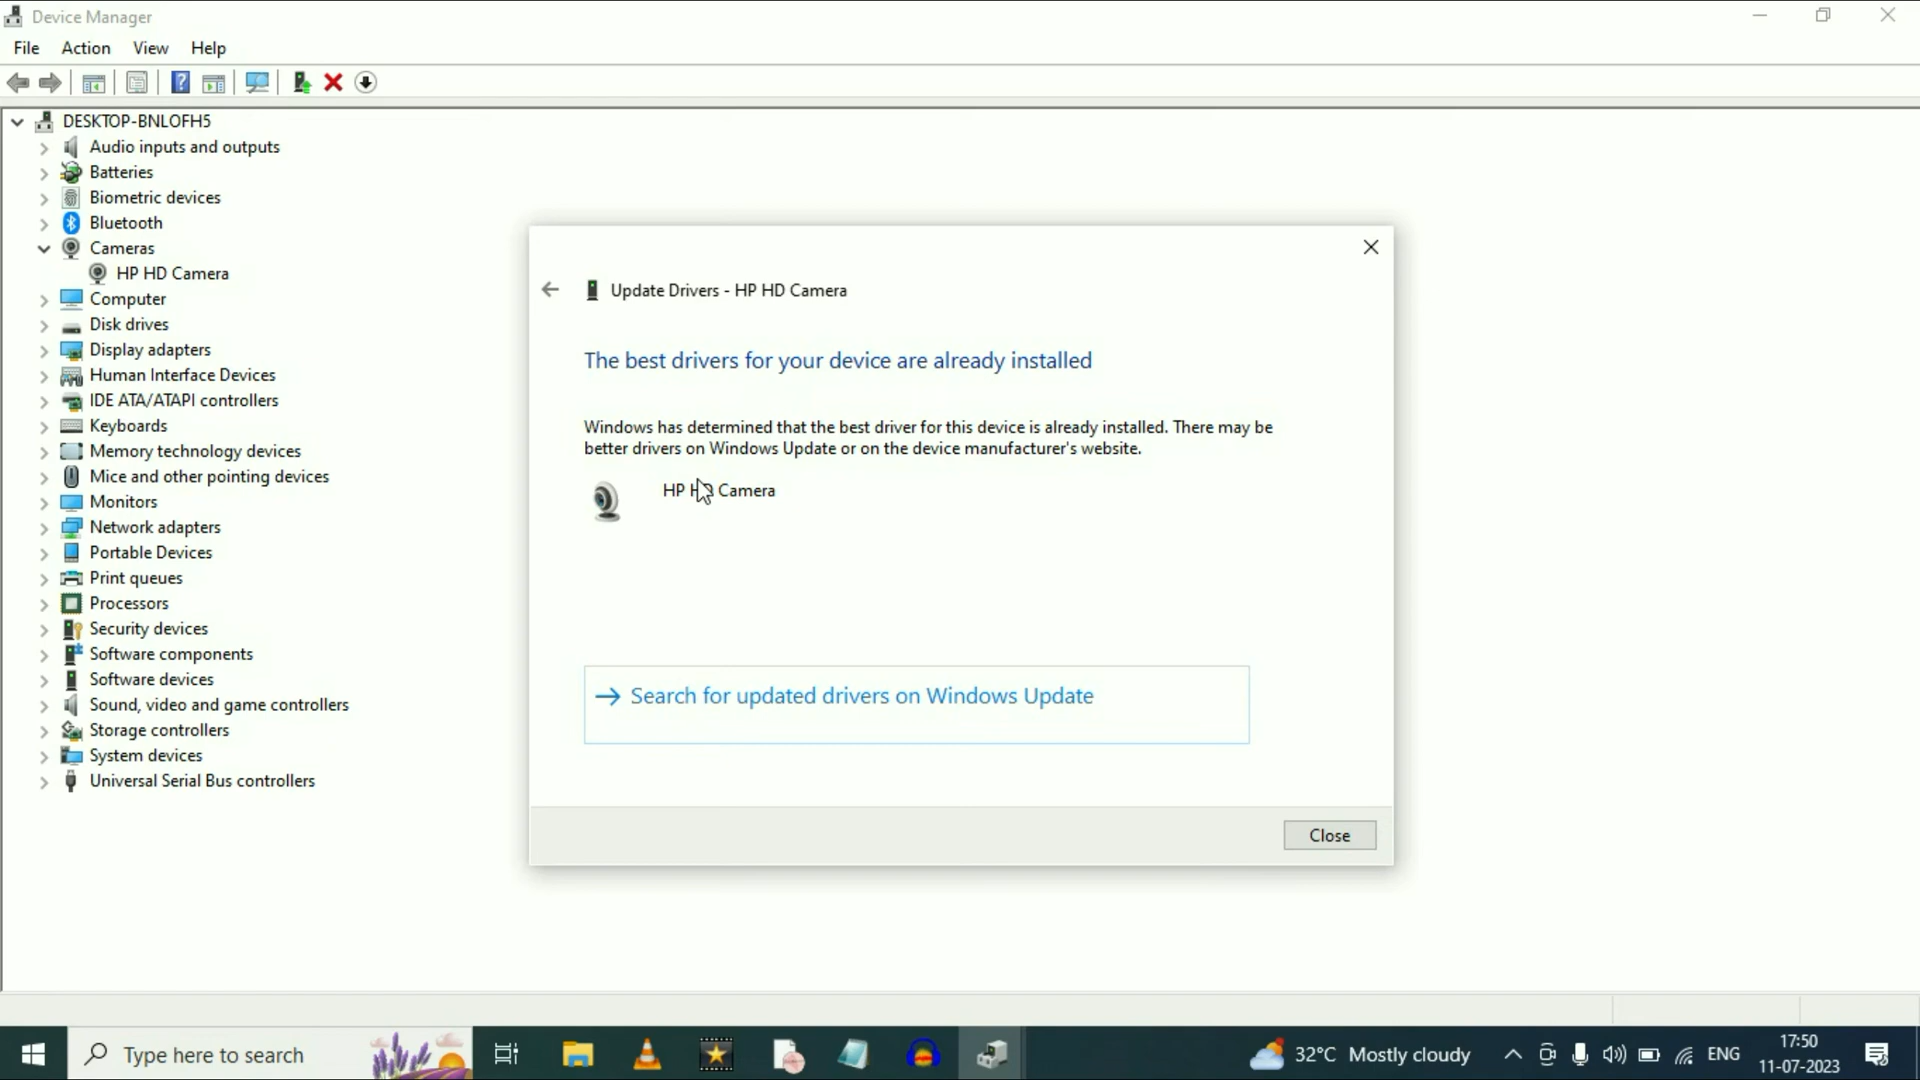 Device Manager
File Action View Help
DESKTOP-BNLOFH5
Audio inputs and outputs
Batteries
Biometric devices
Bluetooth
Cameras
HP HD Camera
Computer
Disk drives
Display adapters
Human Interface Devices
IDE ATA/ATAPI controllers
Keyboards
Memory technology devices
Mice and other pointing devices
Monitors
Network adapters
Portable Devices
Print queues
Processors
Security devices
Software components
Software devices
Sound, video and game controllers
Storage controllers
System devices
Universal Serial Bus controllers
Update Drivers - HP HD Camera
The best drivers for your device are already installed
Windows has determined that the best driver for this device is already installed. There may be
better drivers on Windows Update or on the device manufacturer's website.
HP HD Camera
Search for updated drivers on Windows Update
Close
Type here to search
32°C Mostly cloudy
ENG
17:50
11-07-2023